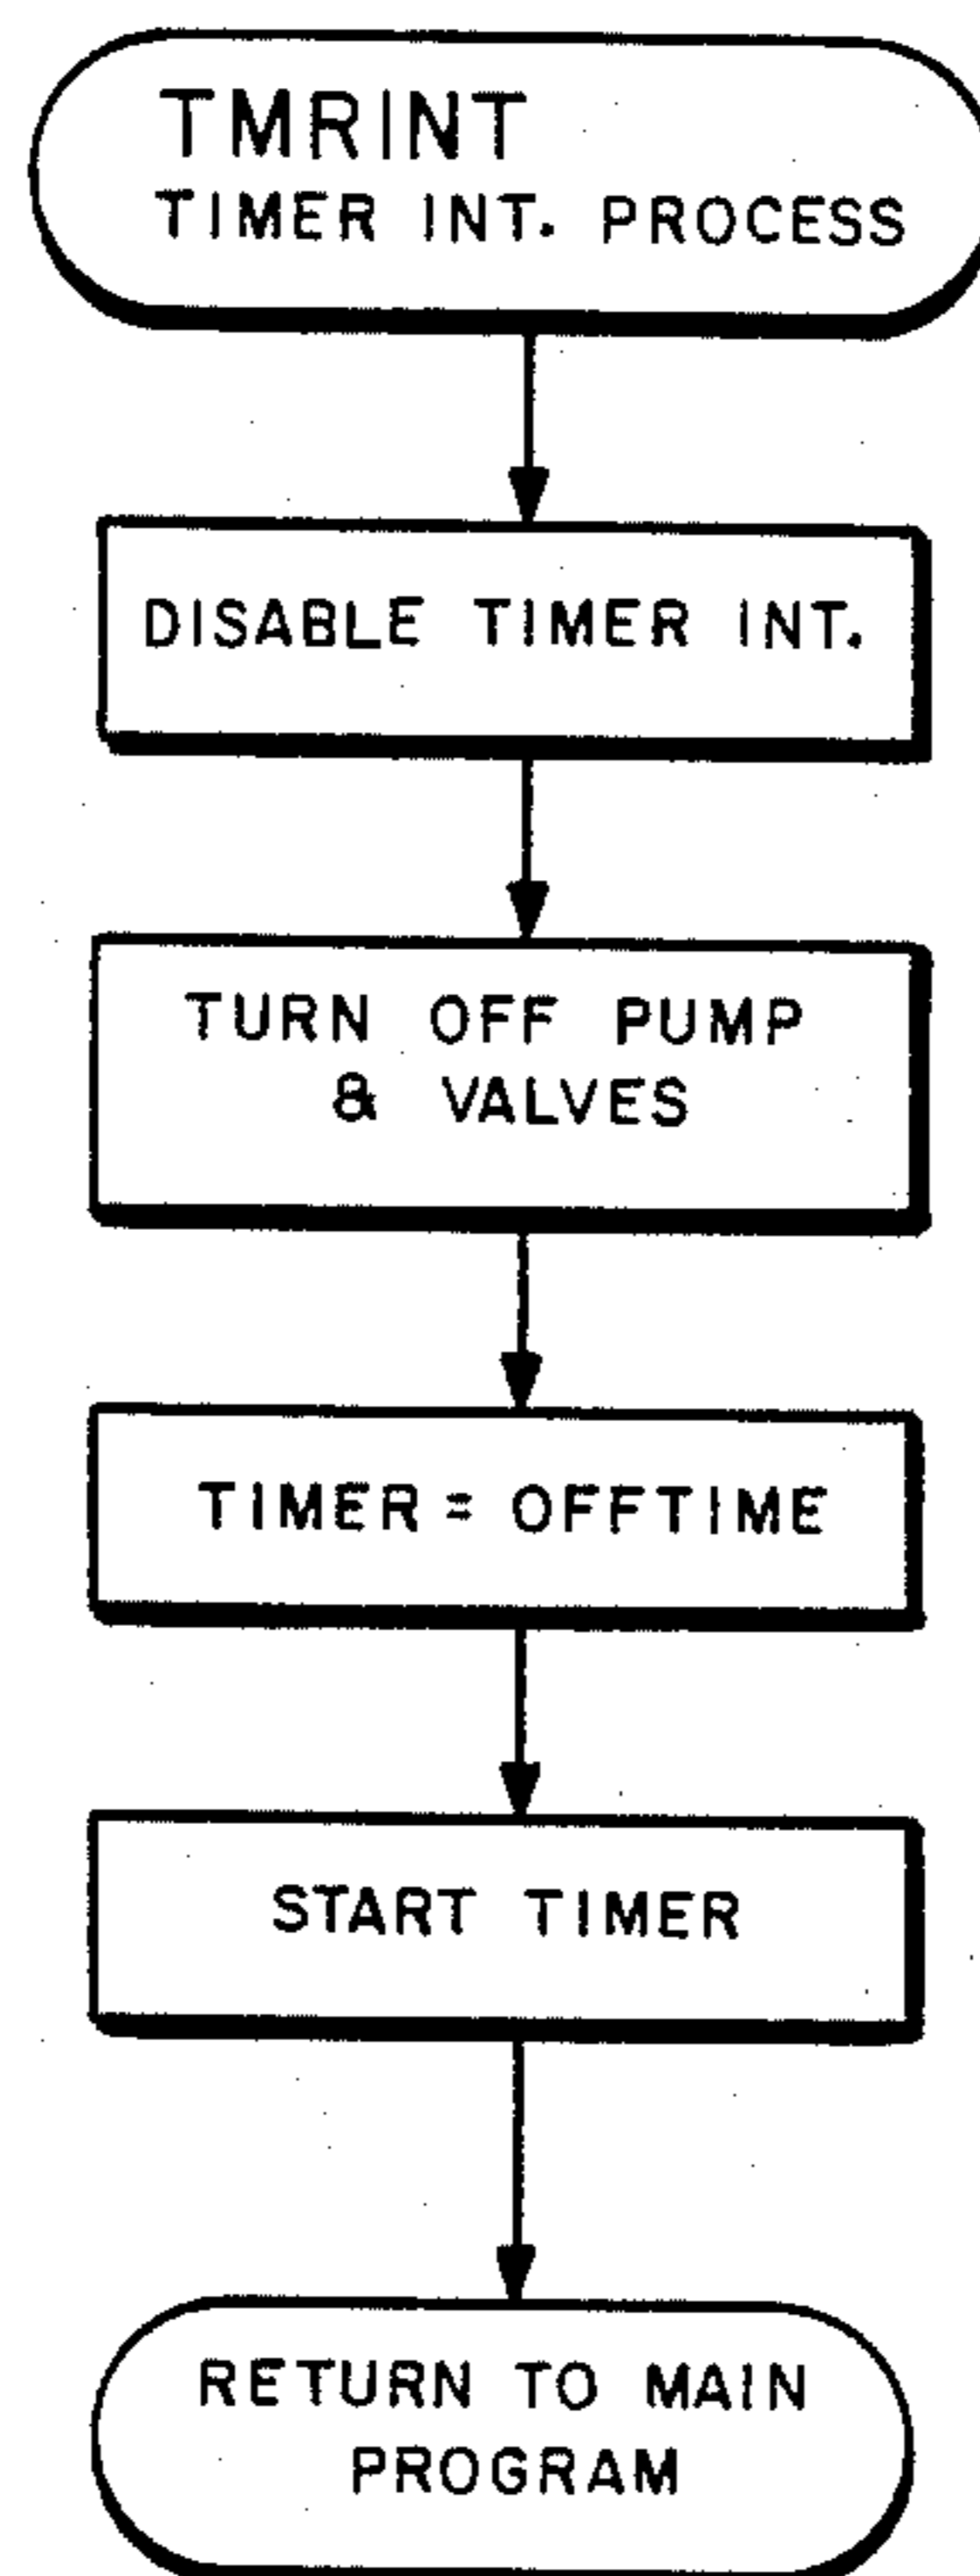 TMRINT
TIMER INT. PROCESS
DISABLE TIMER INT.
TURN OFF PUMP
& VALVES
TIMER = OFFTIME
START TIMER
RETURN TO MAIN
PROGRAM